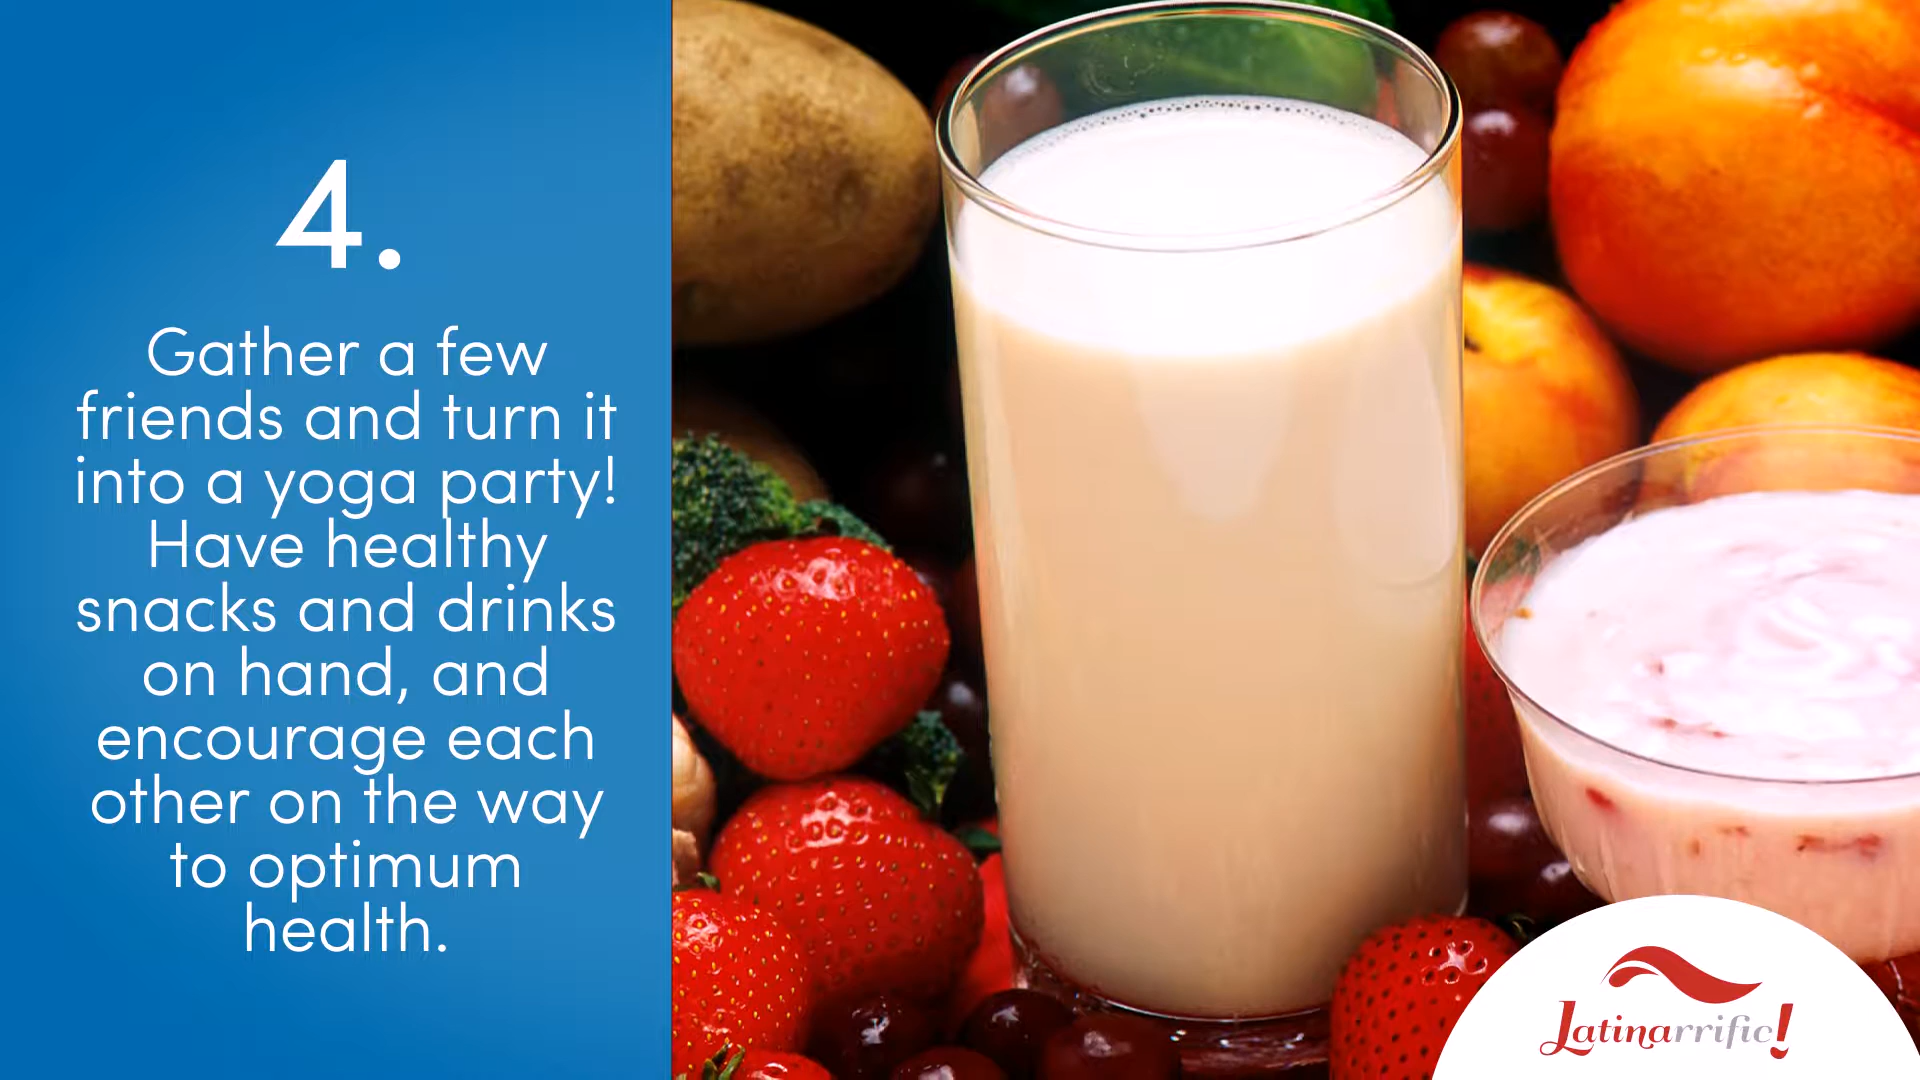 4.
Gather a few
friends and turn it
into a yoga party!
Have healthy
snacks and drinks
on hand, and
encourage each
other on the way
to optimum
health.
Latinarrific!